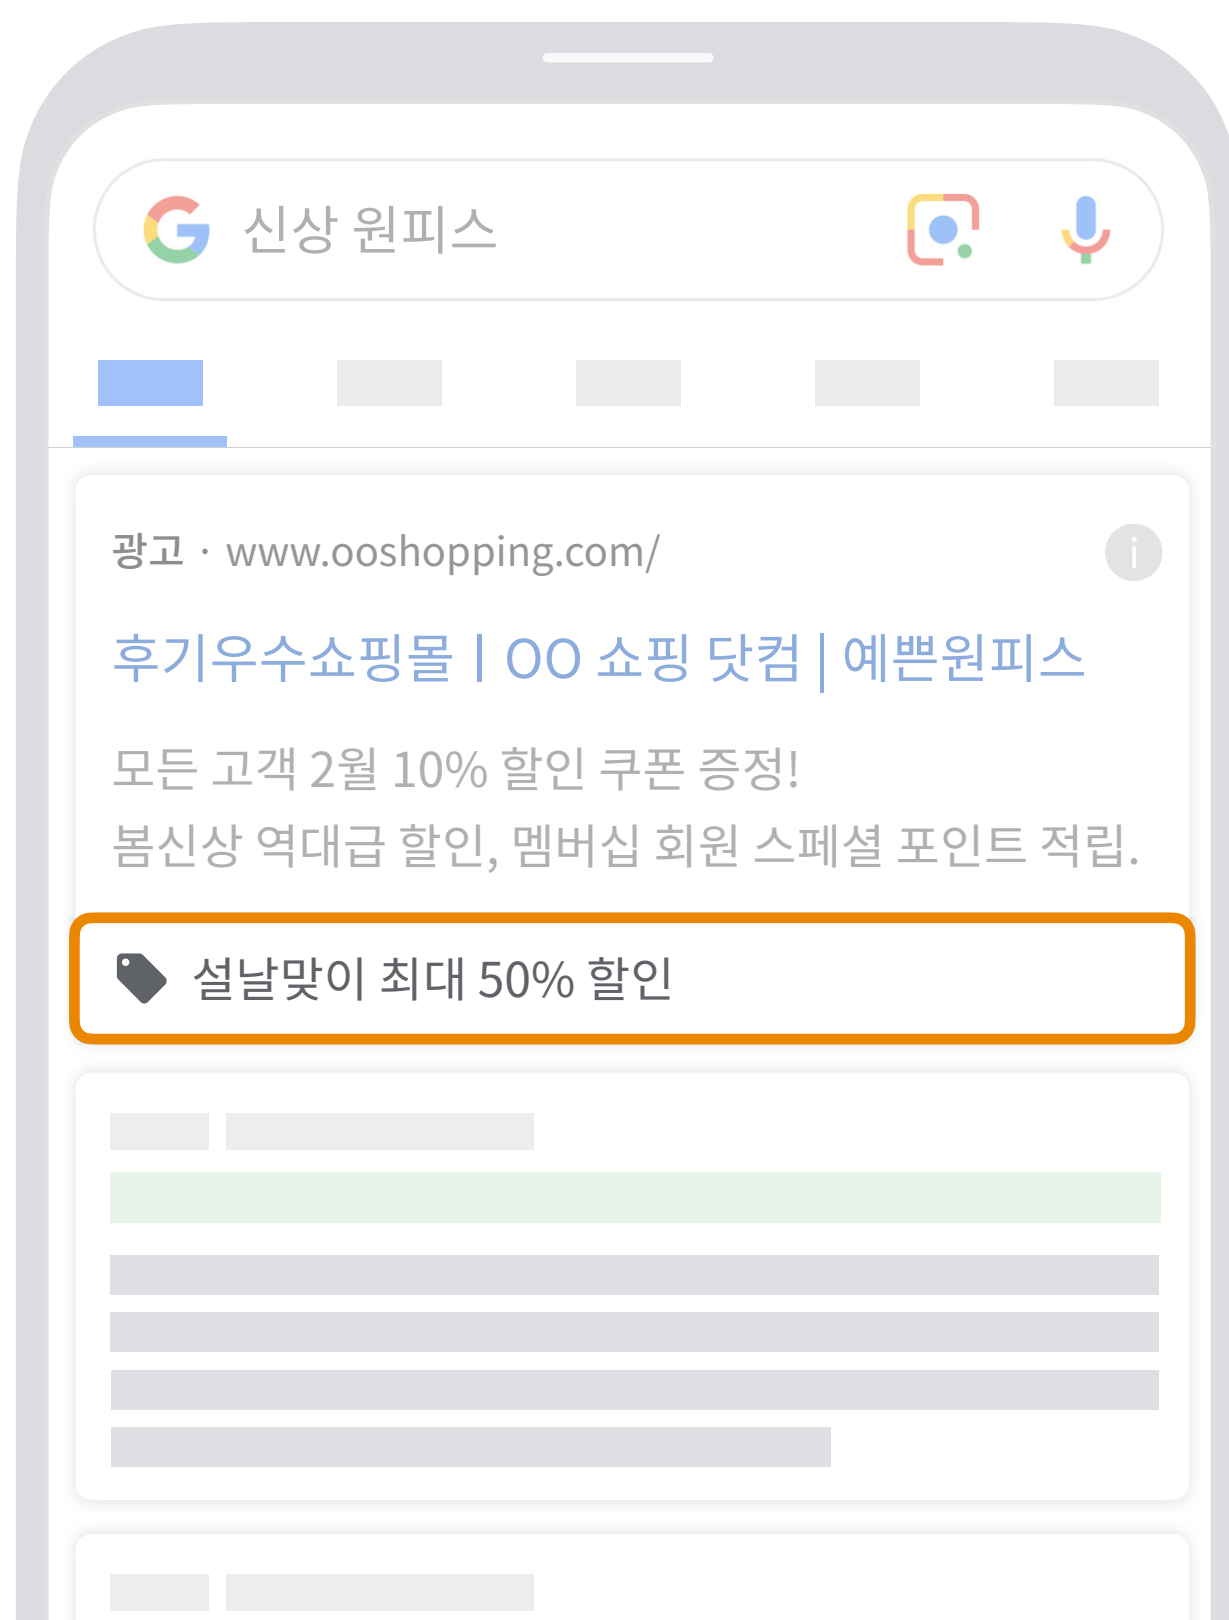 신상 원피스
광고 · www.ooshopping.com/
후기우수쇼핑몰ㅣOO 쇼핑 닷컴 | 예쁜원피스
모든 고객 2월 10% 할인 쿠폰 증정!
봄신상 역대급 할인, 멤버십 회원 스페셜 포인트 적립.
설날맞이 최대 50% 할인